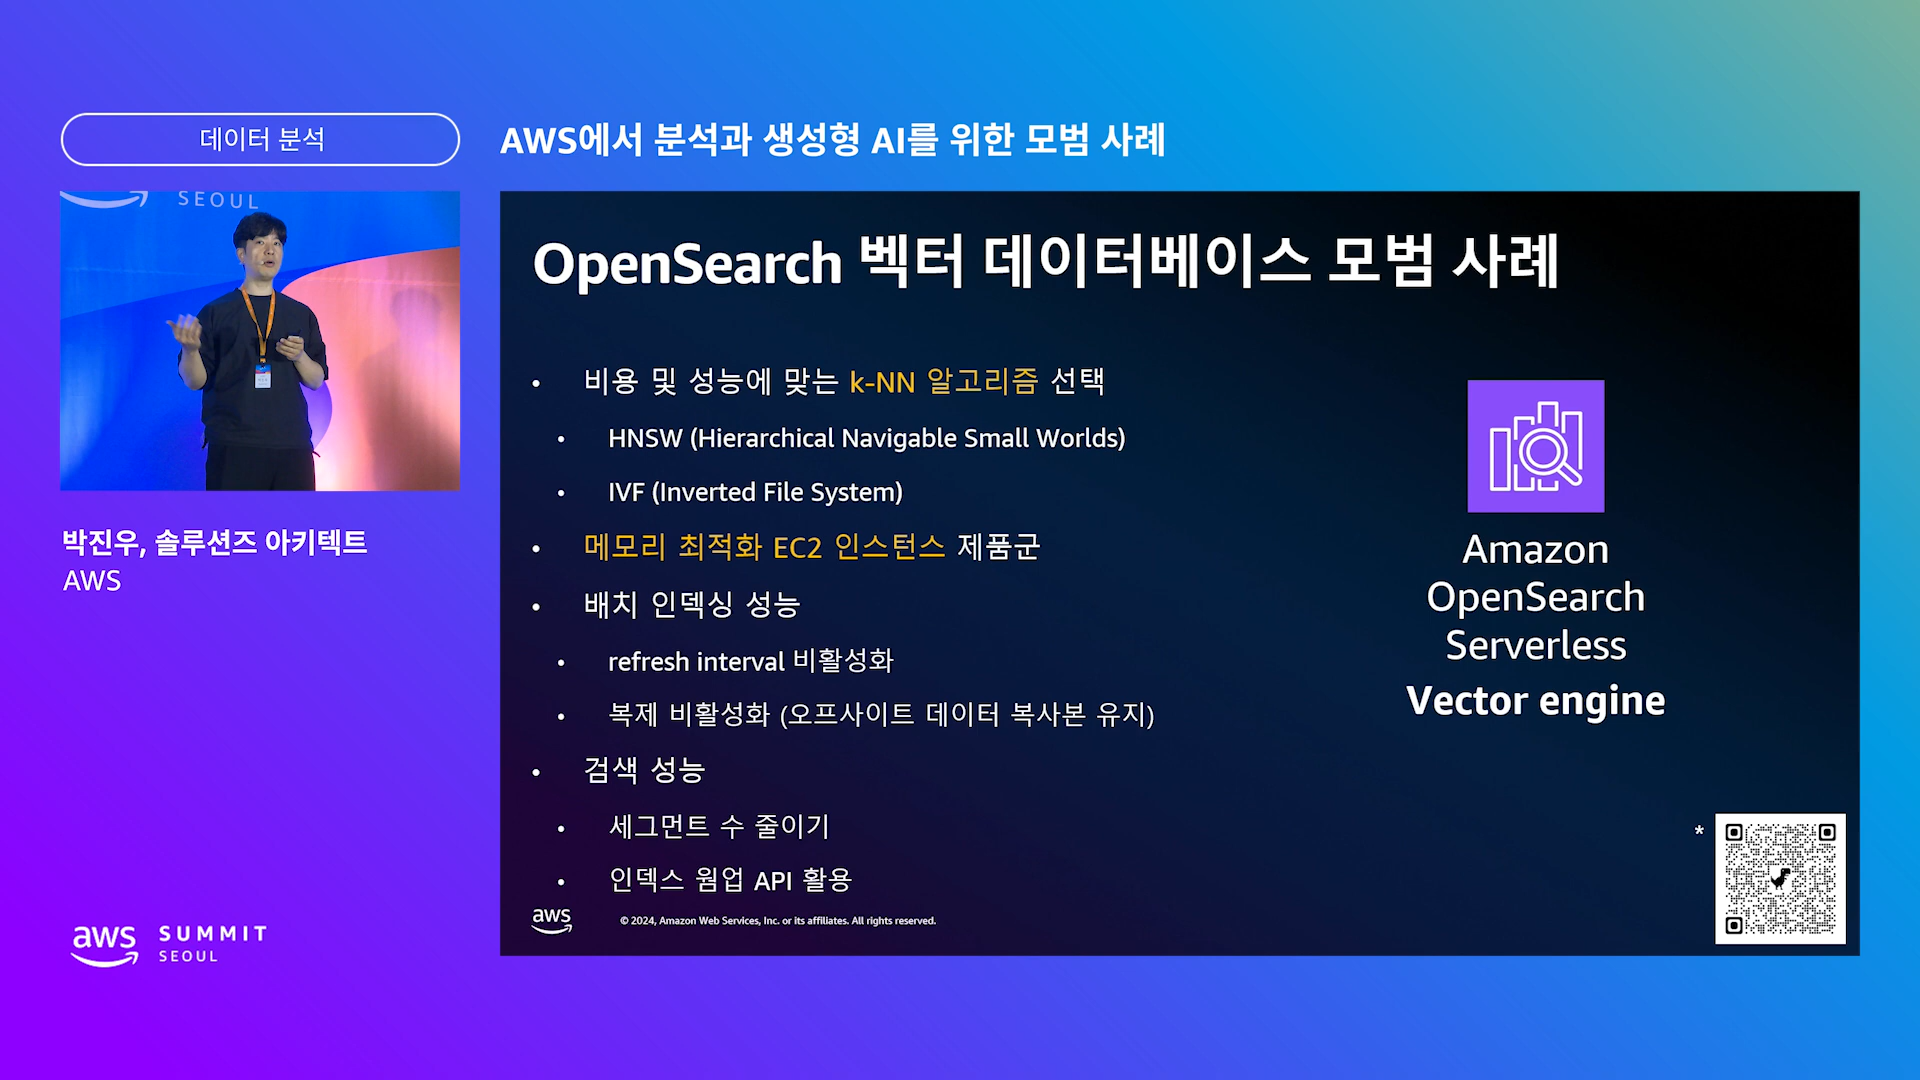 데이터 분석
AWS에서 분석과 생성형 AI를 위한 모범 사례
SEOUL
박진우, 솔루션즈 아키텍트
AWS
OpenSearch 벡터 데이터베이스 모범 사례
• 비용 및 성능에 맞는 k-NN 알고리즘 선택
• HNSW (Hierarchical Navigable Small Worlds)
• IVF (Inverted File System)
• 메모리 최적화 EC2 인스턴스 제품군
• 배치 인덱싱 성능
• refresh interval 비활성화
• 복제 비활성화 (오프사이트 데이터 복사본 유지)
• 검색 성능
• 세그먼트 수 줄이기
• 인덱스 웜업 API 활용
Amazon
OpenSearch
Serverless
Vector engine
*
aws
© 2024, Amazon Web Services, Inc. or its affiliates. All rights reserved.
aws SUMMIT
SEOUL